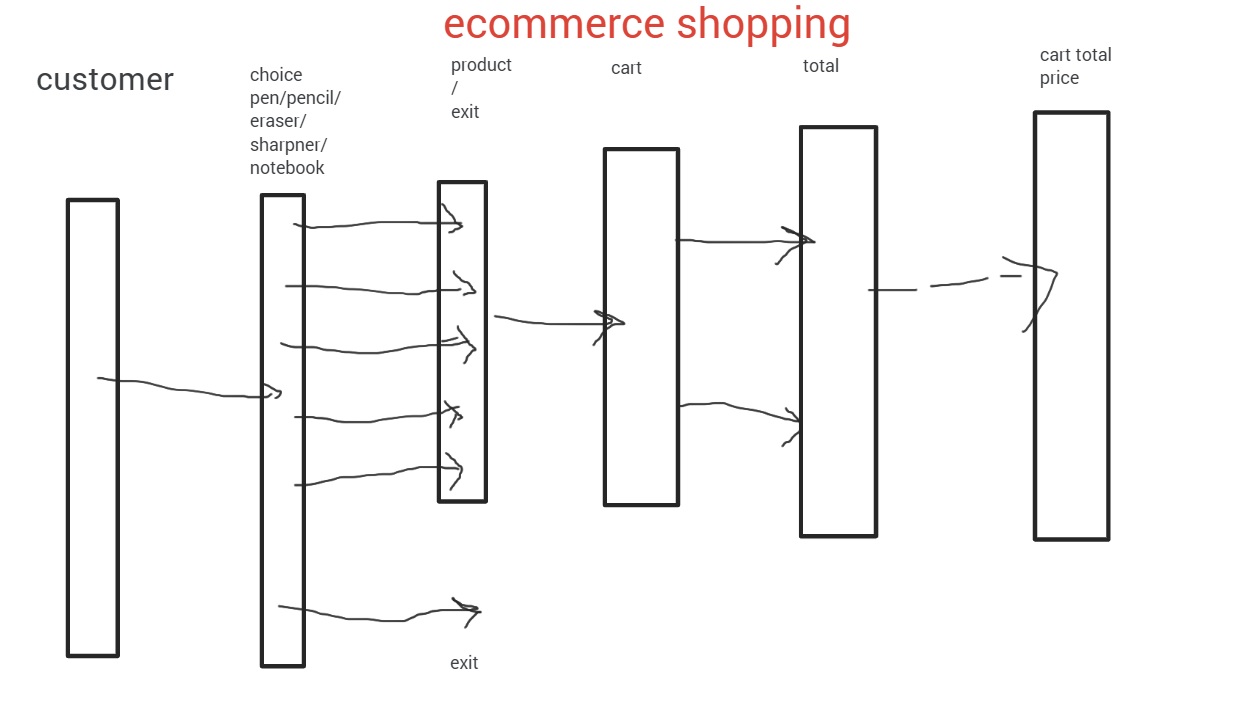 ecommerce shopping
customer
choice
pen/pencil/
eraser/
sharpner/
notebook
product
/
exit
cart
total
cart total
price
exit